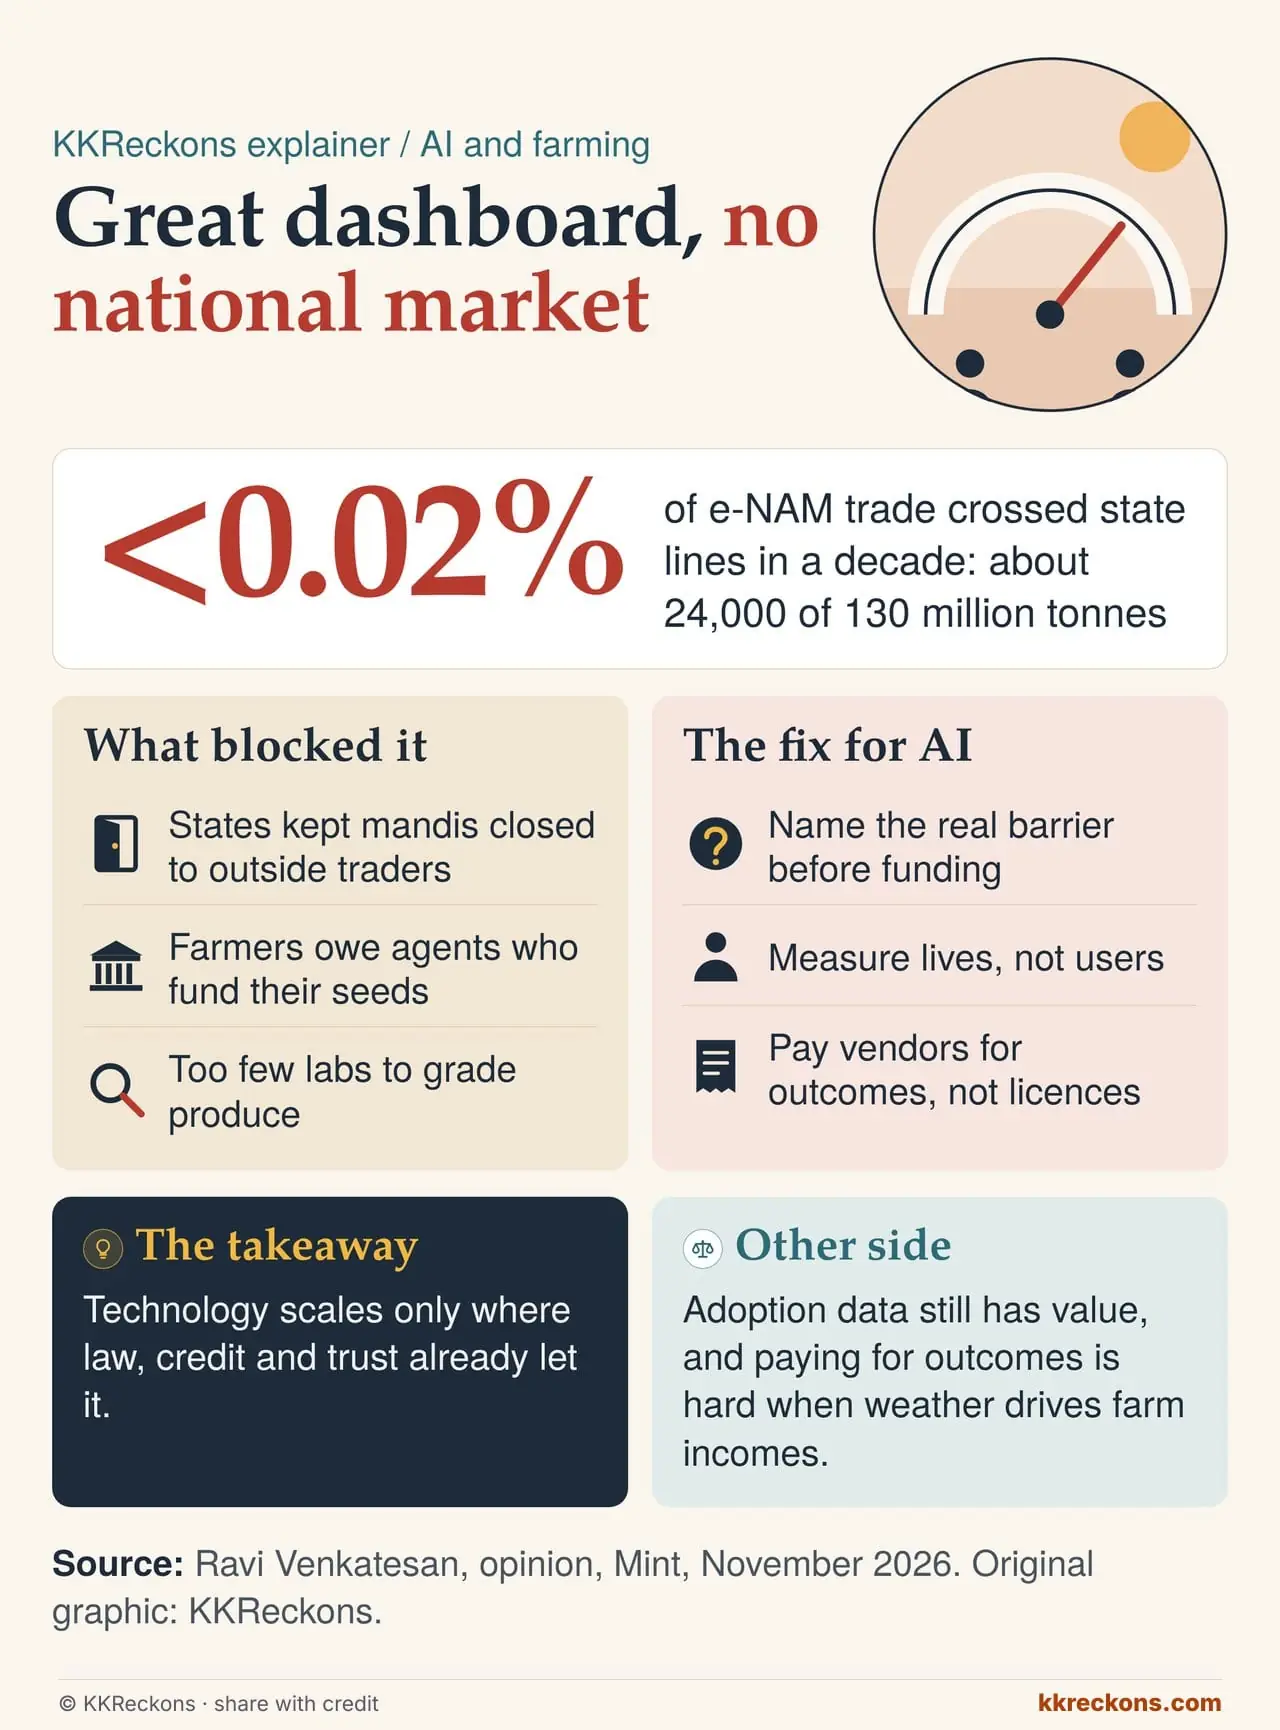 KKReckons explainer / AI and farming
Great dashboard, no
national market
<0.02%
of e-NAM trade crossed state
lines in a decade: about
24,000 of 130 million tonnes
What blocked it
States kept mandis closed
to outside traders
Farmers owe agents who
fund their seeds
Too few labs to grade
produce
The fix for AI
?
Name the real barrier
before funding
Measure lives, not users
Pay vendors for
outcomes, not licences
The takeaway
Technology scales only where
law, credit and trust already let
it.
Other side
Adoption data still has value,
and paying for outcomes is
hard when weather drives farm
incomes.
Source: Ravi Venkatesan, opinion, Mint, November 2026. Original
graphic: KKReckons.
© KKReckons · share with credit
kkreckons.com